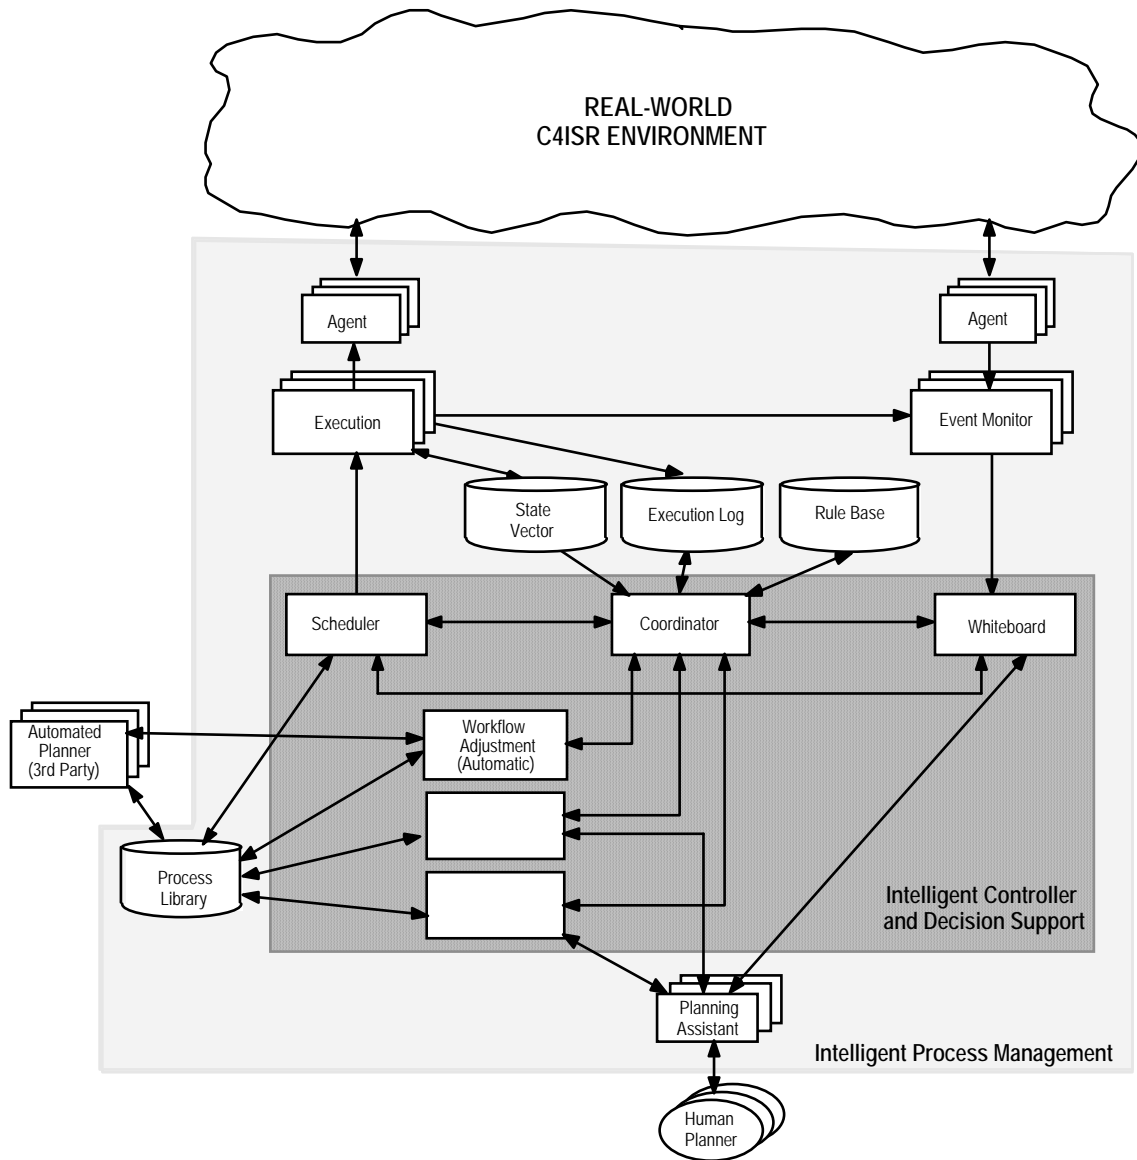 REAL-WORLD
C4ISR ENVIRONMENT
Agent
Agent
Execution
Event Monitor
State
Vector
Execution Log
Rule Base
Scheduler
Coordinator
Whiteboard
Automated
Planner
(3rd Party)
Workflow
Adjustment
(Automatic)
Process
Library
Intelligent Controller
and Decision Support
Planning
Assistant
Intelligent Process Management
Human
Planner